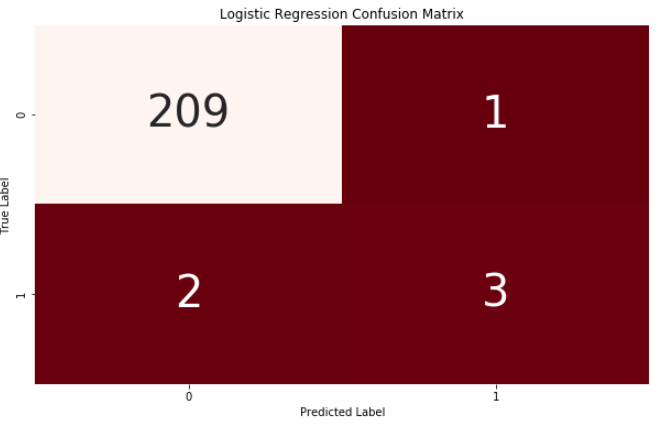 Logistic Regression Confusion Matrix
True Label
0
209
1
1
2
3
0
1
Predicted Label